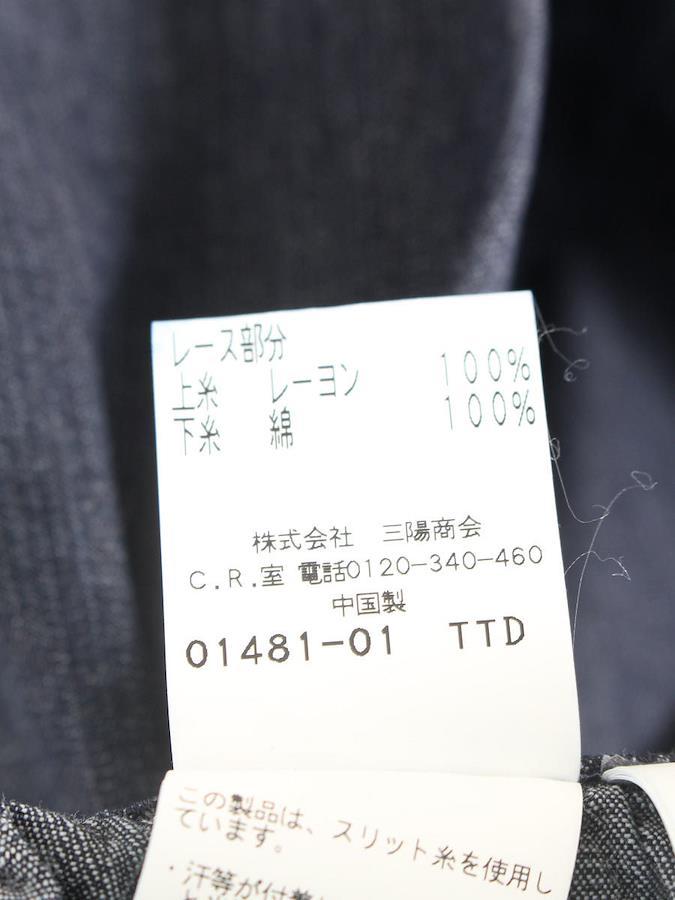 レース部分
上糸 レーヨン 100%
下糸 綿 100%
株式会社 三陽商会
C.R.室 電話0120-340-460
中国製
01481-01 TTD
この製品は、スリット糸を使用し
ています。
・汗等が付着